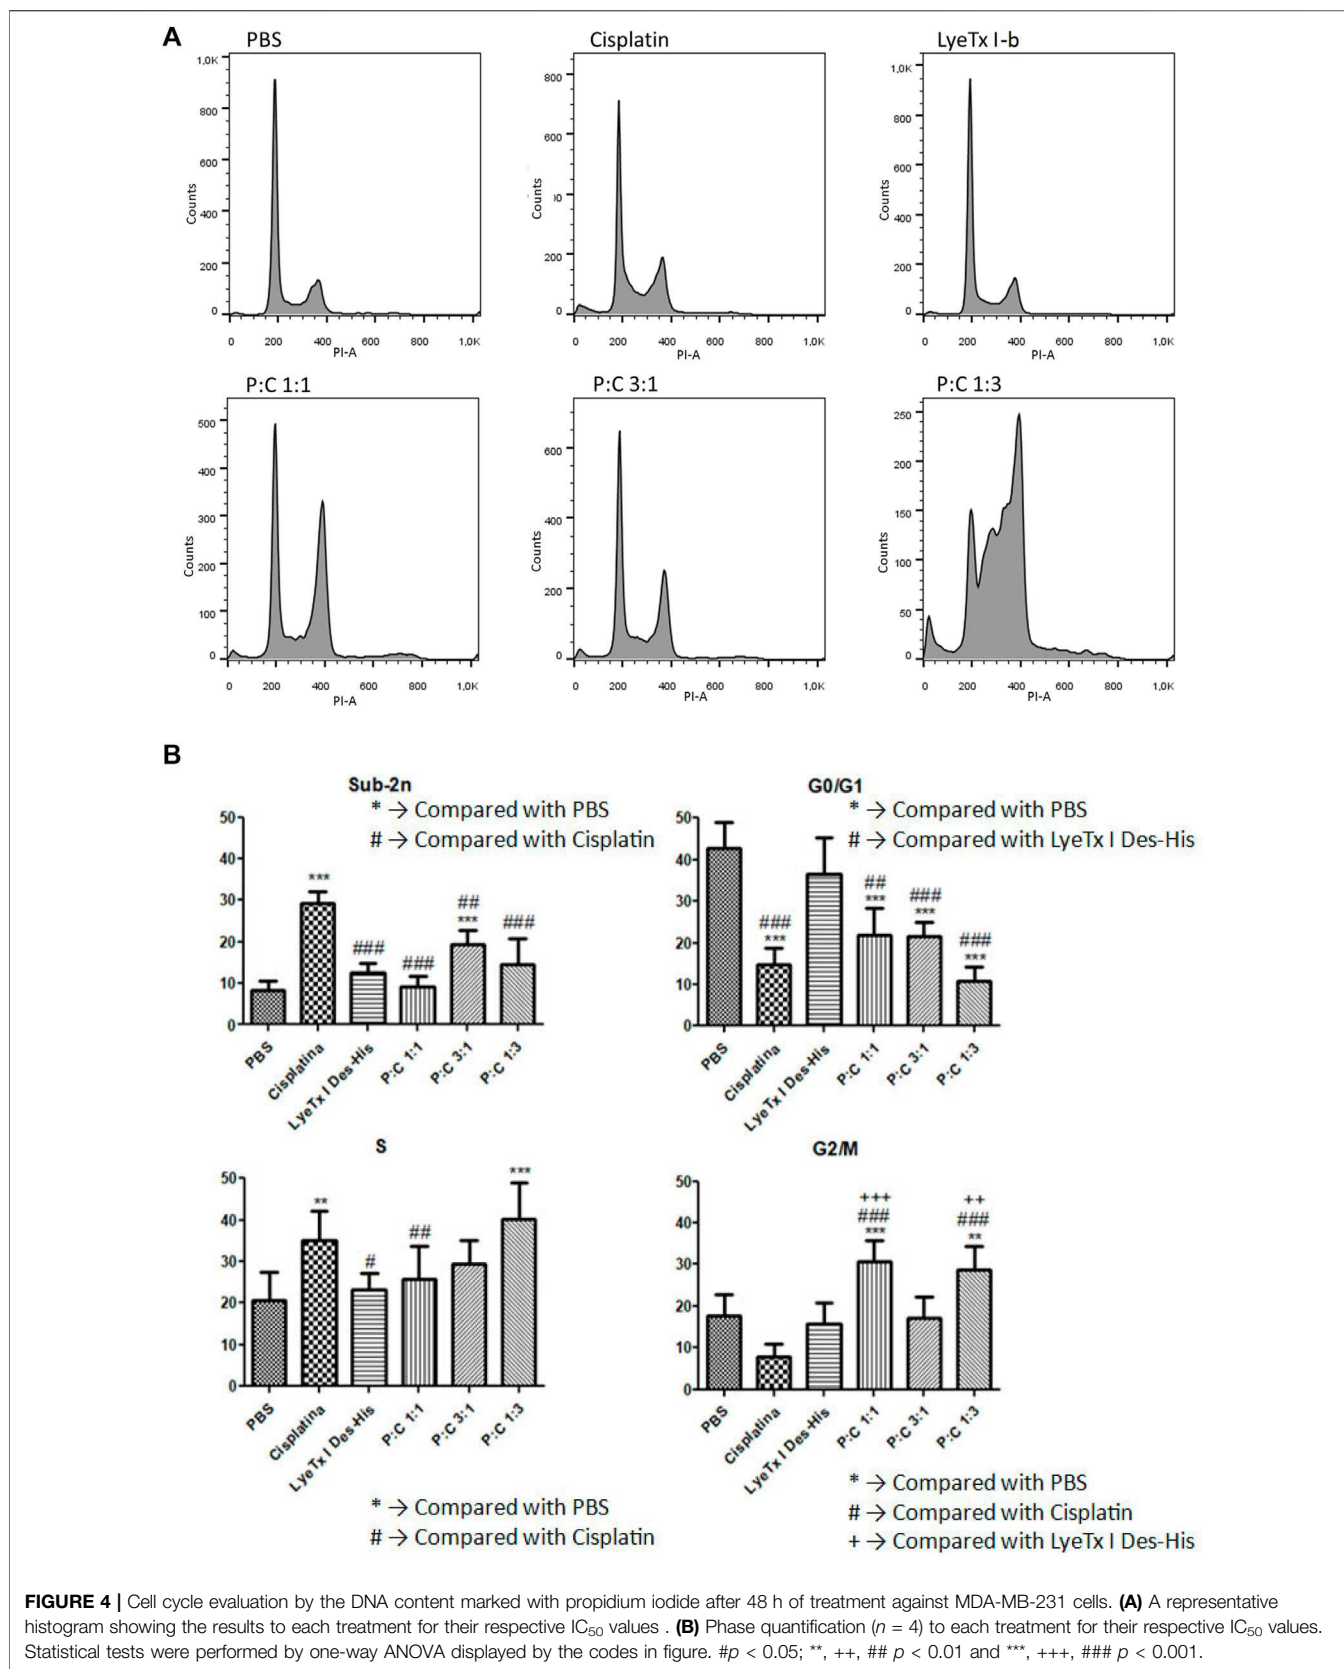 A
PBS
Cisplatin
LyeTx I-b
1,0K
800
600
400
200
0
Counts
0 200 400 600 800 1,0K
PI-A
800
600
200
0
Counts
0 200 400 600 800 1,0K
PI-A
1,0K
800
600
400
200
0
Counts
0 200 400 600 800 1,0K
PI-A
P:C 1:1
P:C 3:1
P:C 1:3
500
400
300
200
100
0
Counts
0 200 400 600 800 1,0K
PI-A
600
400
200
0
Counts
0 200 400 600 800 1,0K
PI-A
250
200
150
100
50
0
Counts
0 200 400 600 800 1,0K
PI-A
B
Sub-2n
* → Compared with PBS
# → Compared with Cisplatin
50
40
30
20
10
0
***
###
###
##
***
###
PBS
Cisplatina
LyeTx I Des-His
P:C 1:1
P:C 3:1
P:C 1:3
G0/G1
* → Compared with PBS
# → Compared with LyeTx I Des-His
50
40
30
20
10
0
###
***
##
***
###
***
###
***
PBS
Cisplatina
LyeTx I Des-His
P:C 1:1
P:C 3:1
P:C 1:3
S
50
40
30
20
10
0
**
#
##
***
PBS
Cisplatina
LyeTx I Des-His
P:C 1:1
P:C 3:1
P:C 1:3
* → Compared with PBS
# → Compared with Cisplatin
G2/M
50
40
30
20
10
0
+++
###
***
++
###
**
PBS
Cisplatina
LyeTx I Des-His
P:C 1:1
P:C 3:1
P:C 1:3
* → Compared with PBS
# → Compared with Cisplatin
+ → Compared with LyeTx I Des-His
FIGURE 4 | Cell cycle evaluation by the DNA content marked with propidium iodide after 48 h of treatment against MDA-MB-231 cells. (A) A representative
histogram showing the results to each treatment for their respective IC50 values . (B) Phase quantification (n = 4) to each treatment for their respective IC50 values.
Statistical tests were performed by one-way ANOVA displayed by the codes in figure. #p < 0.05; **, ++, ## p < 0.01 and ***, +++, ### p < 0.001.